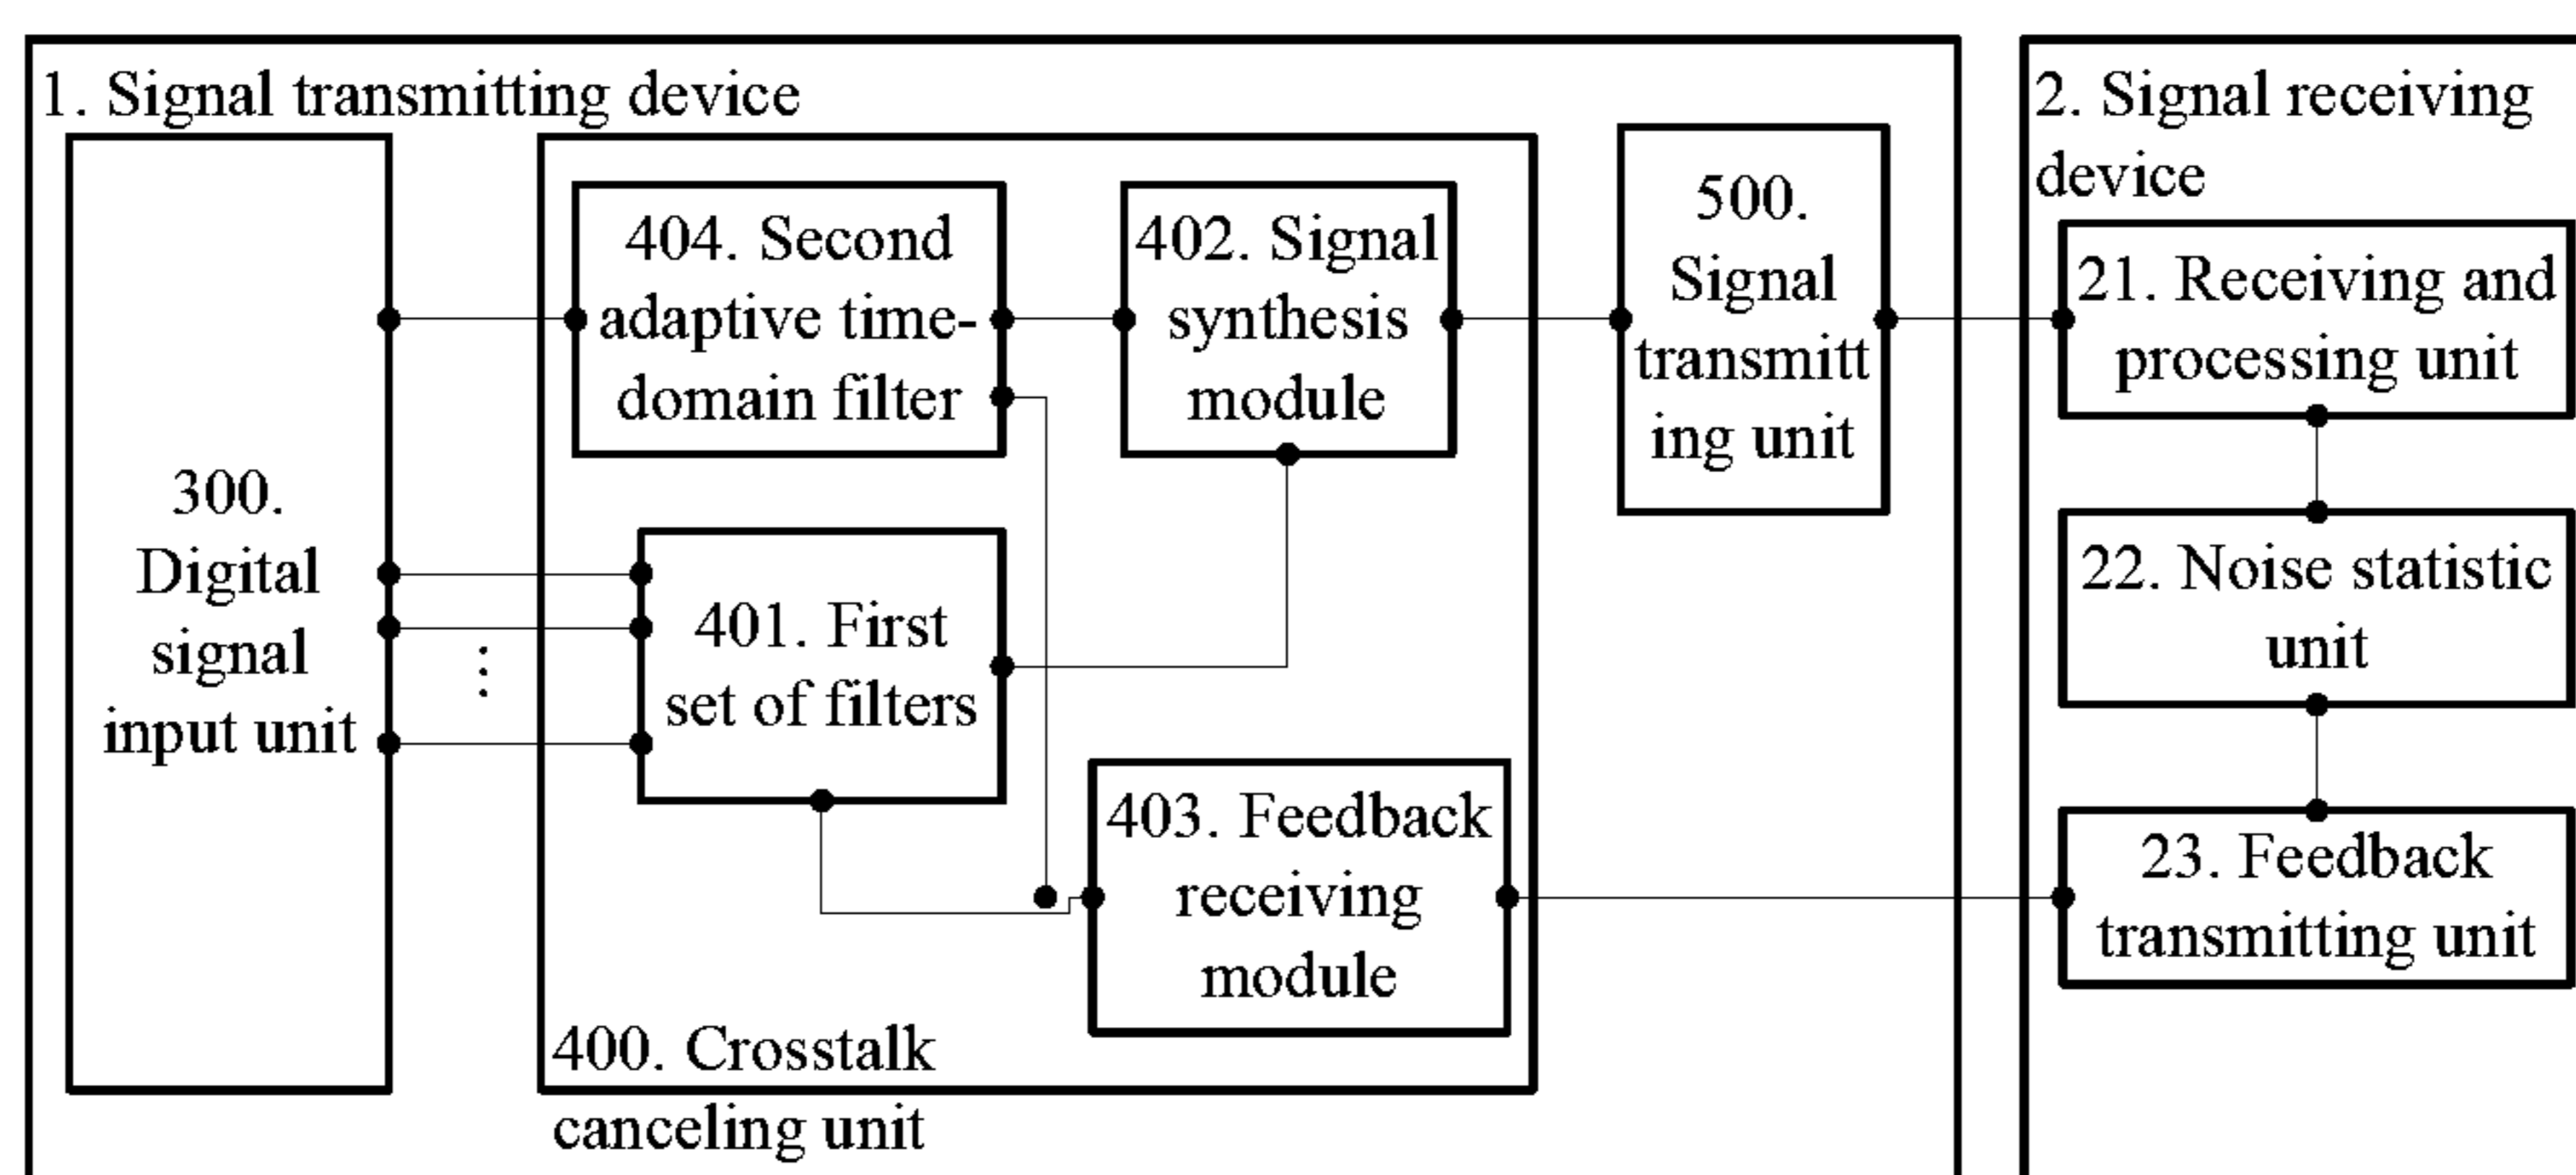 1. Signal transmitting device
300.
Digital
signal
input unit
404. Second
adaptive time-
domain filter
402. Signal
synthesis
module
401. First
set of filters
403. Feedback
receiving
module
400. Crosstalk
canceling unit
500.
Signal
transmitt
ing unit
2. Signal receiving
device
21. Receiving and
processing unit
22. Noise statistic
unit
23. Feedback
transmitting unit